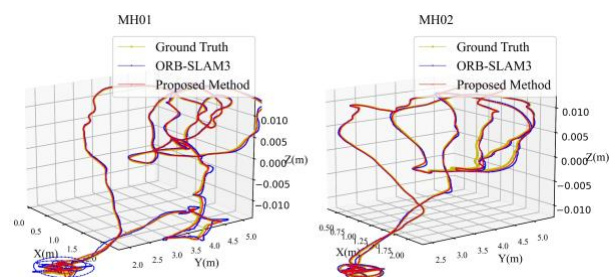 MH01
Ground Truth
ORB-SLAM3
Proposed Method
0.010
0.005
0.000
Z(m)
−0.005
−0.010
0.0
0.5
1.0
1.5
X(m)
2.0
2.5
3.0
3.5
4.0
4.5
5.0
Y(m)
MH02
Ground Truth
ORB-SLAM3
Proposed Method
0.010
0.005
0.000
Z(m)
−0.005
−0.010
0.50
0.75
1.25
1.75
2.00
X(m)
2.5
3.0
3.5
4.0
4.5
5.0
Y(m)